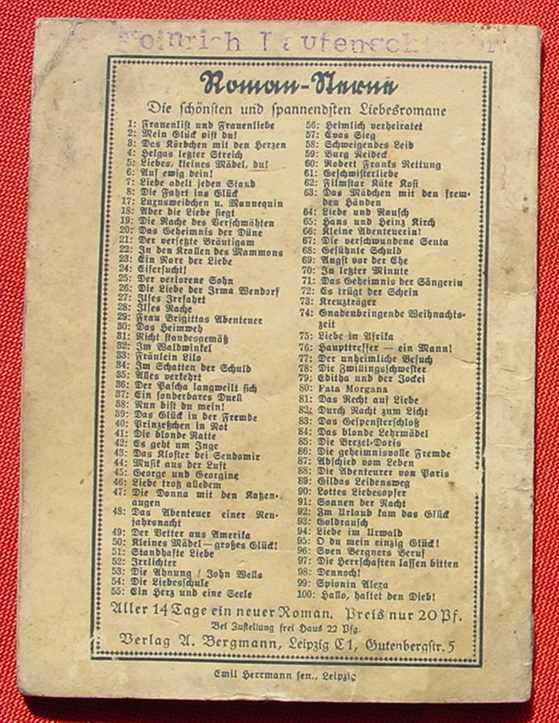 Heinrich Lautenschläger
Roman-Sterne
Die schönsten und spannendsten Liebesromane
1: Frauenlist und Frauenliebe
2: Mein Glück bist du!
3: Das Körbchen mit den Herzen
4: Helgas letzter Streich
5: Liebes, kleines Mädel, du!
6: Auf ewig dein!
7: Liebe adelt jeden Stand
8: Die Fahrt ins Glück
17: Luzusweibchen u. Mannequin
18: Aber die Liebe siegt
19: Die Rache des Verschmähten
20: Das Geheimnis der Düne
21: Der versetzte Bräutigam
22: In den Krallen des Mammons
23: Ein Narr der Liebe
24: Eifersucht!
25: Der verlorene Sohn
26: Die Liebe der Irma Wendorf
27: Ilses Irrfahrt
28: Ilses Rache
29: Frau Brigittas Abenteuer
30: Das Heimweh
31: Nicht standesgemäß
32: Im Waldwinkel
33: Fräulein Lilo
34: Im Schatten der Schuld
35: Alles verkehrt
36: Der Pascha langweilt sich
37: Ein sonderbares Duell
38: Nun bist du mein!
39: Das Glück in der Fremde
40: Prinzeßchen in Not
41: Die blonde Ratte
42: Es geht um Inge
43: Das Kloster bei Sendomir
44: Musik aus der Luft
45: George und Georgine
46: Liebe trotz alledem
47: Die Donna mit den Katzen-
augen
48: Das Abenteuer einer Neu-
jahrsnacht
49: Der Vetter aus Amerika
50: Kleines Mädel — großes Glück!
51: Standhafte Liebe
52: Irrlichter
53: Die Ahnung / John Wells
54: Die Liebesschule
55: Ein Herz und eine Seele
56: Heimlich verheiratet
57: Evas Sieg
58: Schweigendes Leid
59: Burg Neideck
60: Robert Franks Rettung
61: Geschwisterliebe
62: Filmstar Käte Kosi
63: Das Mädchen mit den frem-
den Händen
64: Liebe und Rausch
65: Hans und Heinz Kirch
66: Kleine Abenteuerin!
67: Die verschwundene Senta
68: Gesühnte Schuld
69: Angst vor der Ehe
70: In letzter Minute
71: Das Geheimnis der Sängerin
72: Es trügt der Schein
73: Kreuzträger
74: Gnadenbringende Weihnachts-
zeit
75: Liebe in Afrika
76: Haupttreffer — ein Mann!
77: Der unheimliche Besuch
78: Die Zwillingsschwester
79: Editha und der Jockei
80: Fata Morgana
81: Das Recht auf Liebe
82: Durch Nacht zum Licht
83: Das Gespensterschloß
84: Das blonde Lehrmädel
85: Die Brezel-Doris
86: Die geheimnisvolle Fremde
87: Abschied vom Leben
88: Die Abenteurer von Paris
89: Gildas Leidensweg
90: Lottes Liebesopfer
91: Sonnen der Nacht
92: Im Urlaub kam das Glück
93: Goldrausch
94: Liebe im Urwald
95: O du mein einzig Glück!
96: Sven Bergners Beruf
97: Die Herrschaften lassen bitten
98: Dennoch!
99: Spionin Alexa
100: Hallo, haltet den Dieb!
Aller 14 Tage ein neuer Roman. Preis nur 20 Pf.
Bei Zustellung frei Haus 22 Pfg.
Verlag A. Bergmann, Leipzig C1, Gutenbergstr. 5
Emil Herrmann sen., Leipzig